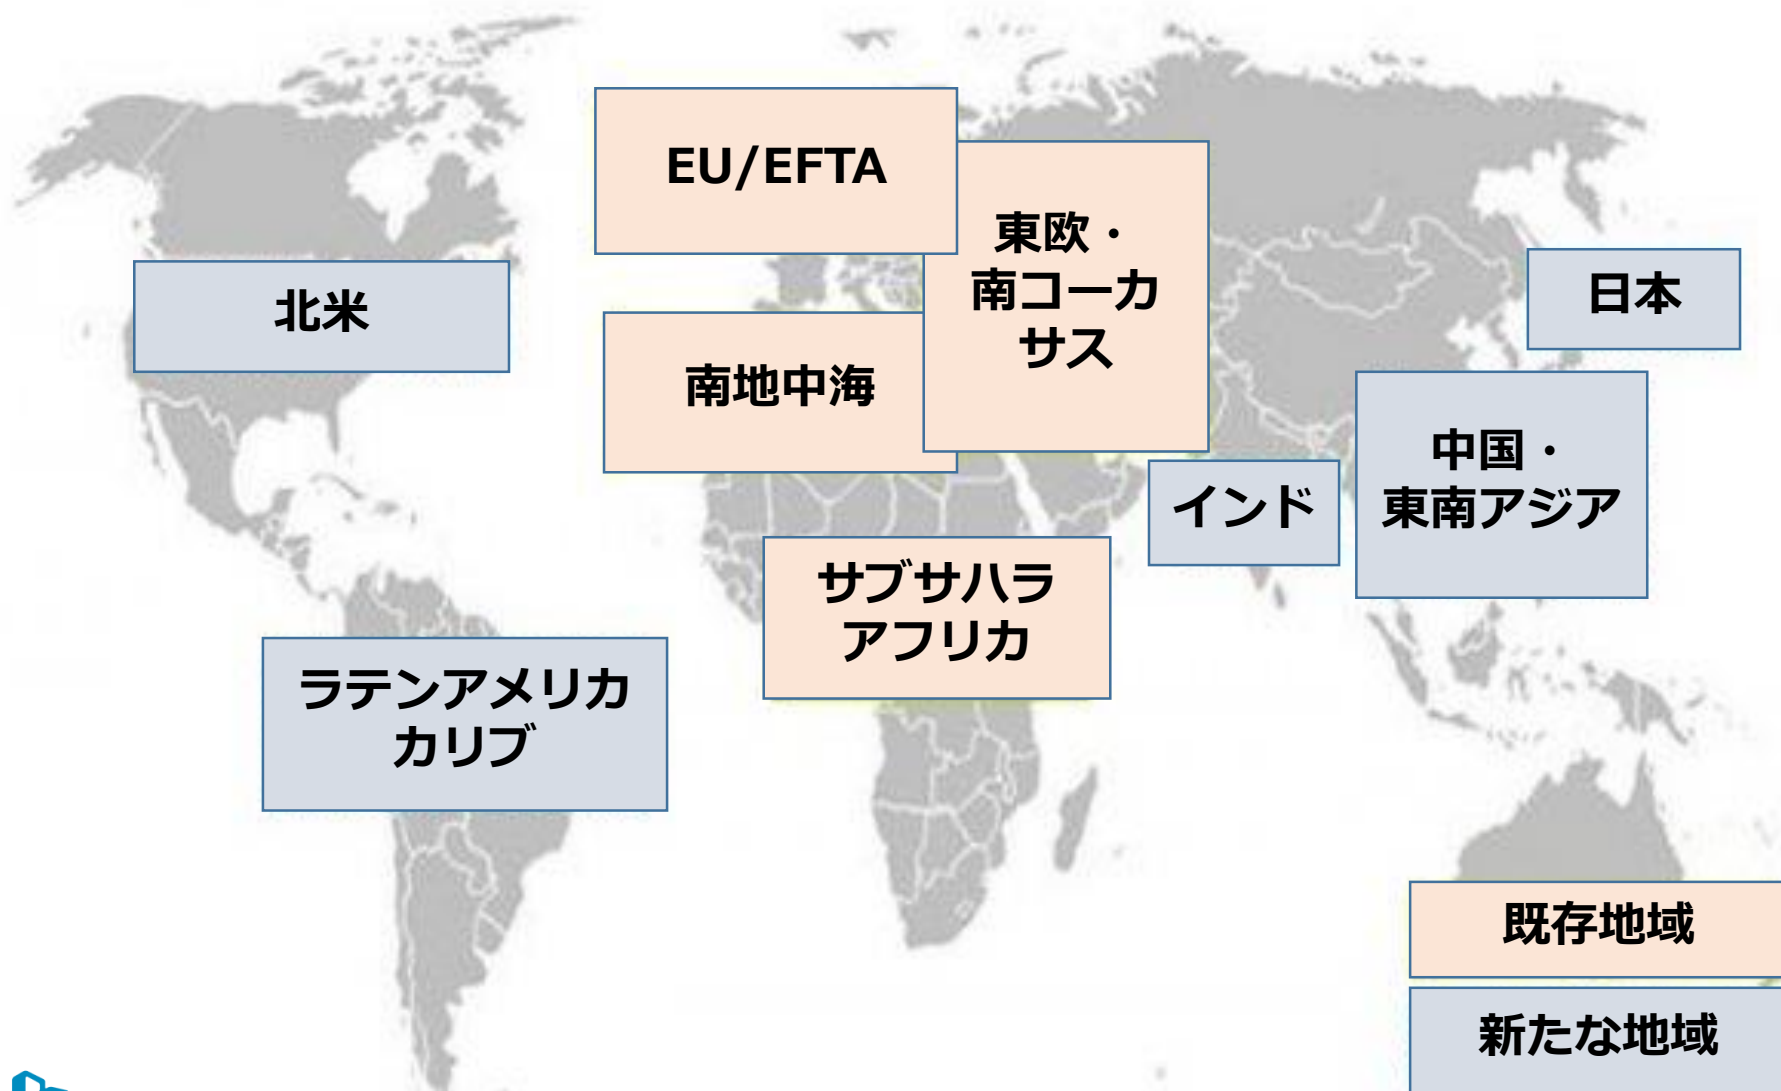 EU/EFTA
東欧・
南コーカ
サス
北米
日本
南地中海
中国・
東南アジア
インド
サブサハラ
アフリカ
ラテンアメリカ
カリブ
既存地域
新たな地域